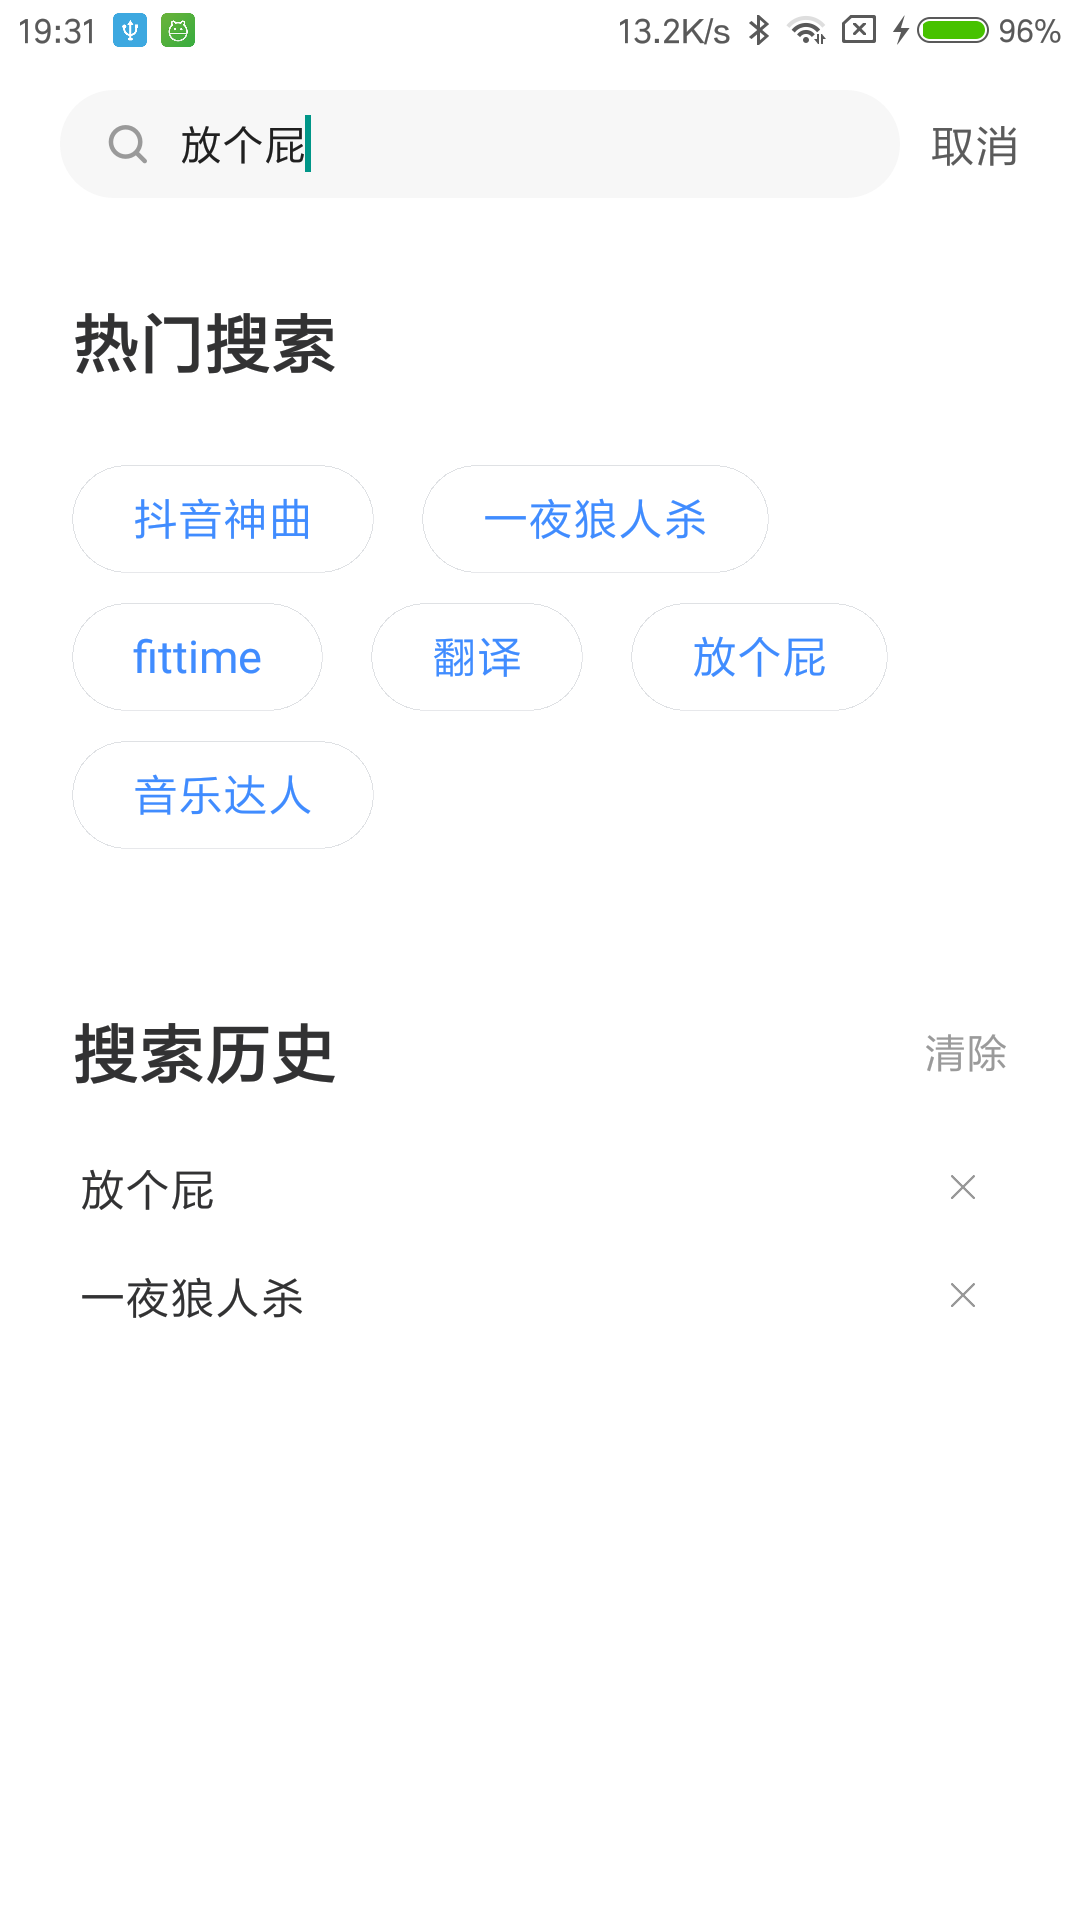 19:31 13.2K/s 96%
放个屁 取消
热门搜索
抖音神曲 一夜狼人杀
fittime 翻译 放个屁
音乐达人
搜索历史 清除
放个屁
一夜狼人杀